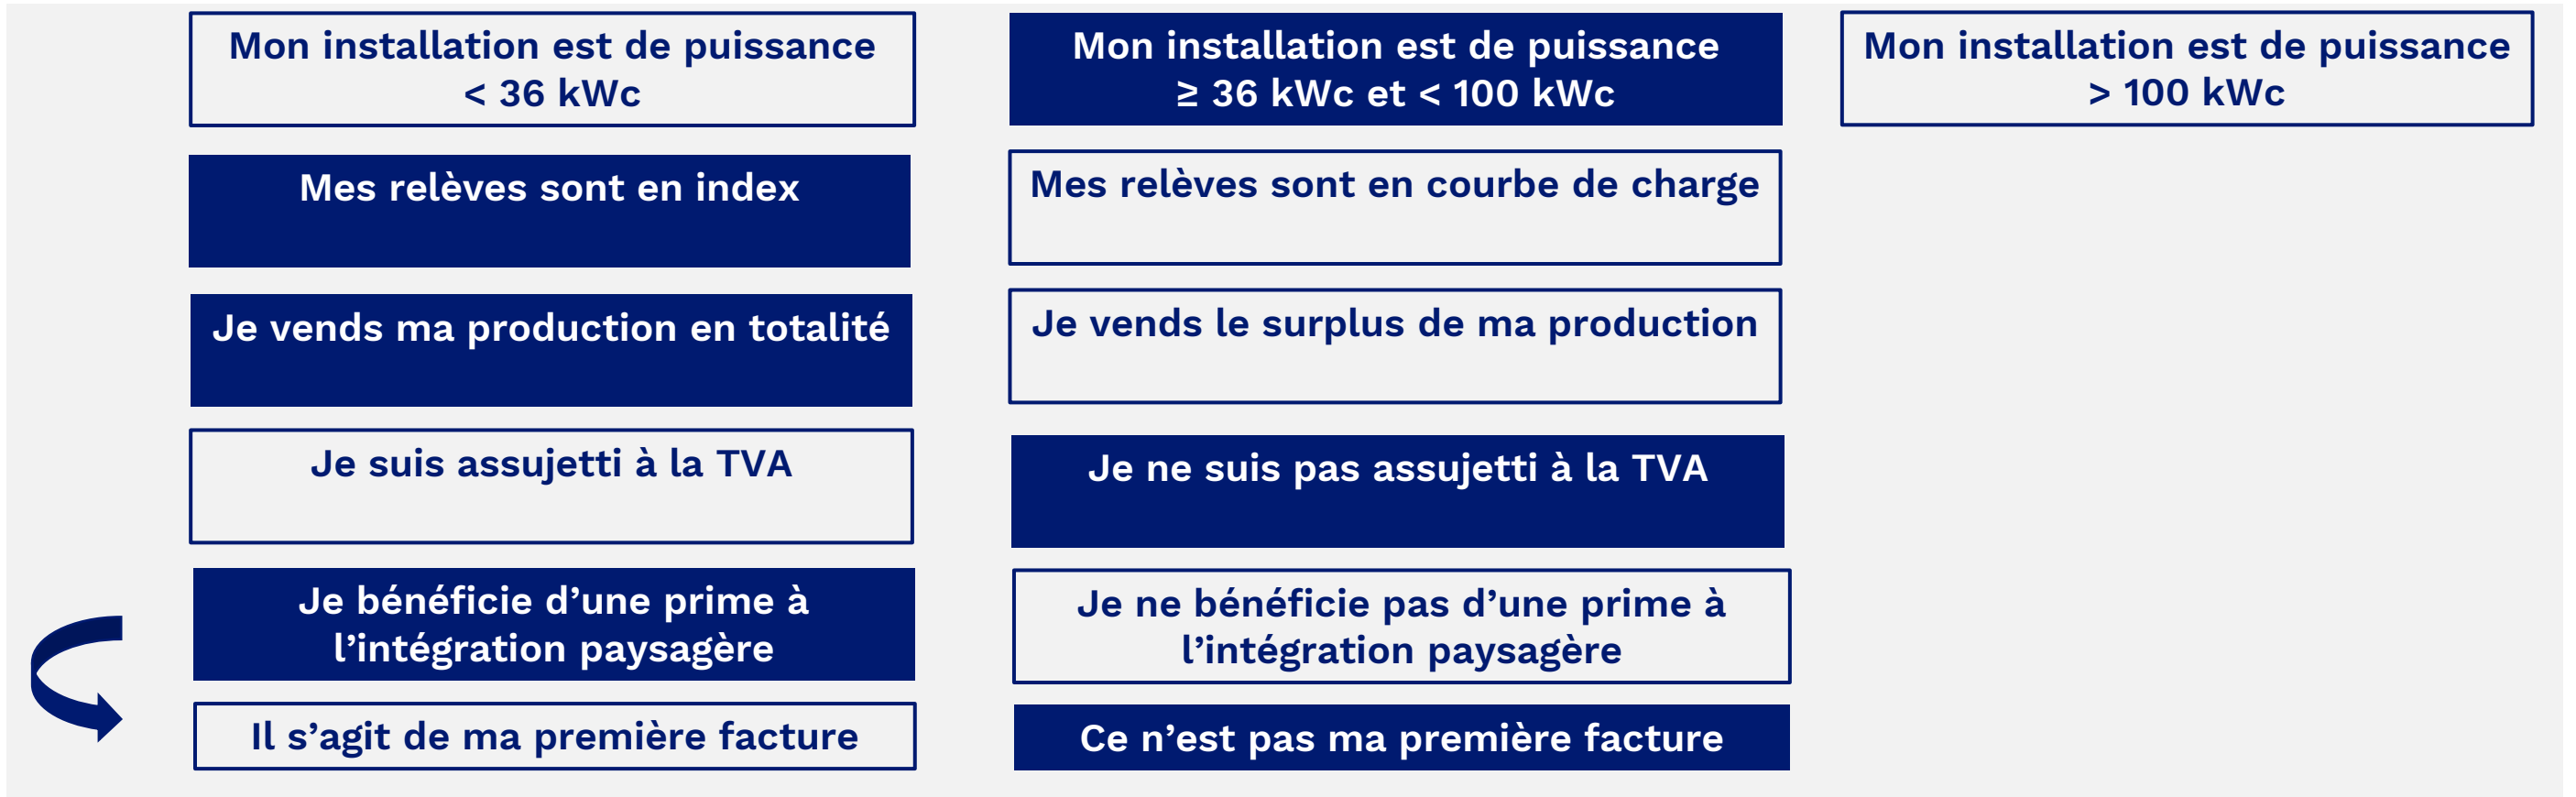 Mon installation est de puissance
< 36 kWc
Mon installation est de puissance
≥ 36 kWc et < 100 kWc
Mon installation est de puissance
> 100 kWc
Mes relèves sont en index
Mes relèves sont en courbe de charge
Je vends ma production en totalité
Je vends le surplus de ma production
Je suis assujetti à la TVA
Je ne suis pas assujetti à la TVA
Je bénéficie d’une prime à
l’intégration paysagère
Je ne bénéficie pas d’une prime à
l’intégration paysagère
Il s’agit de ma première facture
Ce n’est pas ma première facture